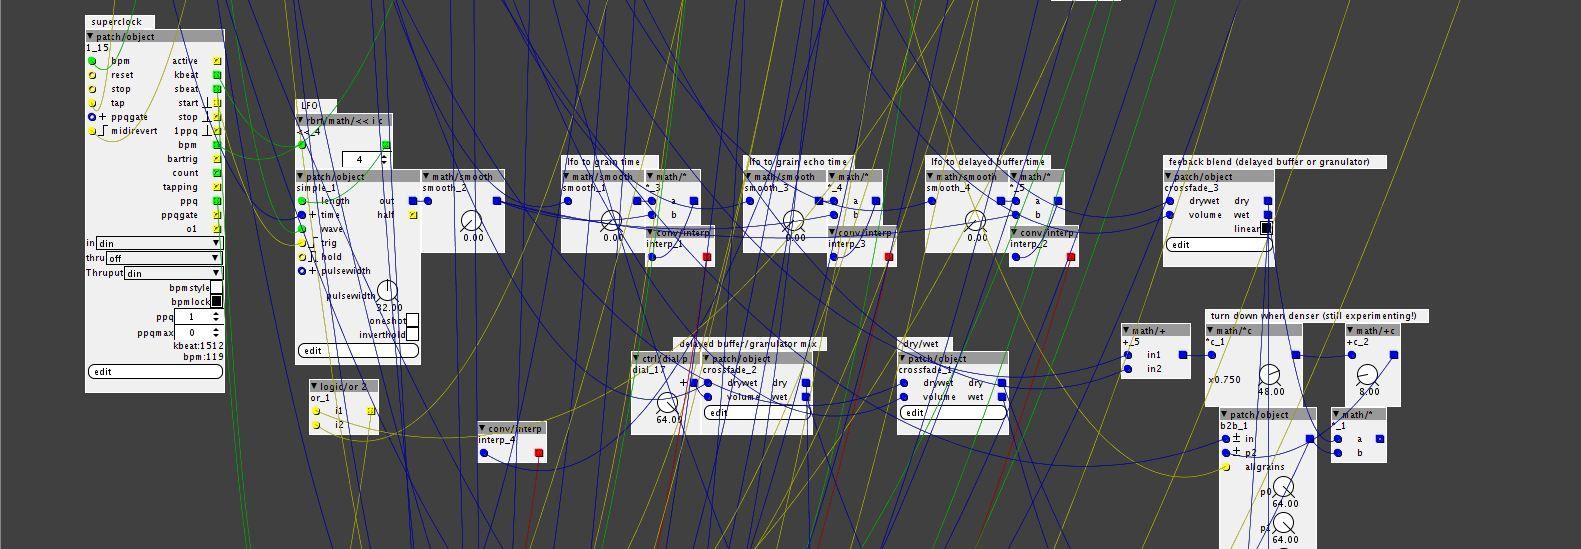 superclock
patch/object
1_15
bpm active
reset kbeat
stop sbeat
tap start
+ ppqgate stop
midirevert 1ppq
bpm
bartrig
count
tapping
ppq
ppqgate
o1
in din
thru off
Thruput din
bpmstyle
bpmlock
ppq 1
ppqmax 0
kbeat:1512
bpm:119
edit
LFO
rbrt/math/<< i c
<<_4
4
patch/object
simple_1
length out
+ time half
wave
trig
hold
+ pulsewidth
pulsewidth
32.00
oneshot
inverthold
edit
math/smooth
smooth_2
0.00
logic/or 2
or_1
i1
i2
conv/interp
interp_4
lfo to grain time
math/smooth
smooth_1
0.00
math/*
*_3
a
b
conv/interp
interp_1
lfo to grain echo time
math/smooth
smooth_3
0.00
math/*
*_4
a
b
conv/interp
interp_3
lfo to delayed buffer time
math/smooth
smooth_4
0.00
math/*
*_5
a
b
conv/interp
interp_2
feeback blend (delayed buffer or granulator)
patch/object
crossfade_3
drywet dry
volume wet
linear
edit
delayed buffer/granulator mix
ctrl/dial/p
dial_17
+
64.00
patch/object
crossfade_2
drywet dry
volume wet
edit
dry/wet
patch/object
crossfade_1
drywet dry
volume wet
edit
math/+
+_5
in1
in2
turn down when denser (still experimenting!)
math/*c
*c_1
x0.750
48.00
math/+c
+c_2
8.00
patch/object
b2b_1
± in
+ p2
allgrains
p0
64.00
p1
64.00
math/*
*_1
a
b